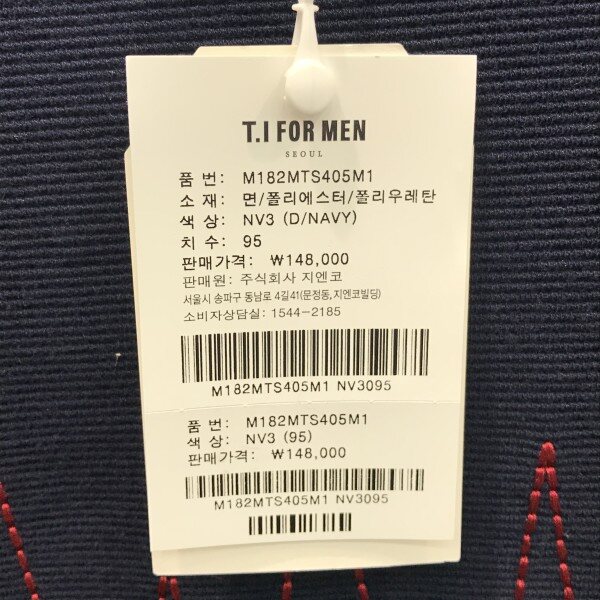 T.I FOR MEN
SEOUL
품 번: M182MTS405M1
소 재: 면/폴리에스터/폴리우레탄
색 상: NV3 (D/NAVY)
치 수: 95
판매가격: ₩148,000
판매원: 주식회사 지엔코
서울시 송파구 동남로 4길41(문정동,지엔코빌딩)
소비자상담실: 1544-2185
M182MTS405M1 NV3095
품 번: M182MTS405M1
색 상: NV3 (95)
판매가격: ₩148,000
M182MTS405M1 NV3095